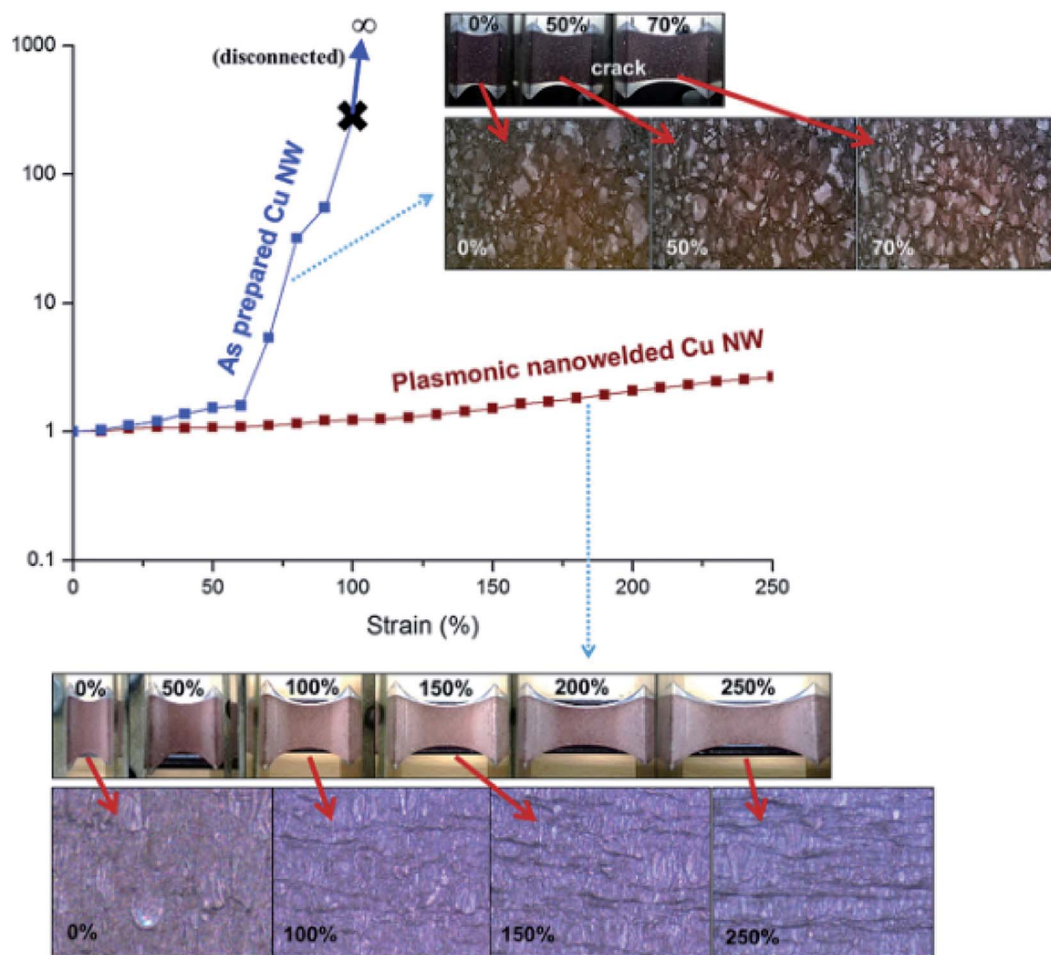 1000
100
10
1
0.1
0
50
100
150
200
250
Strain (%)
∞
(disconnected)
As prepared Cu NW
Plasmonic nanowelded Cu NW
0% 50% 70%
crack
0% 50% 70%
0% 50% 100% 150% 200% 250%
0% 100% 150% 250%